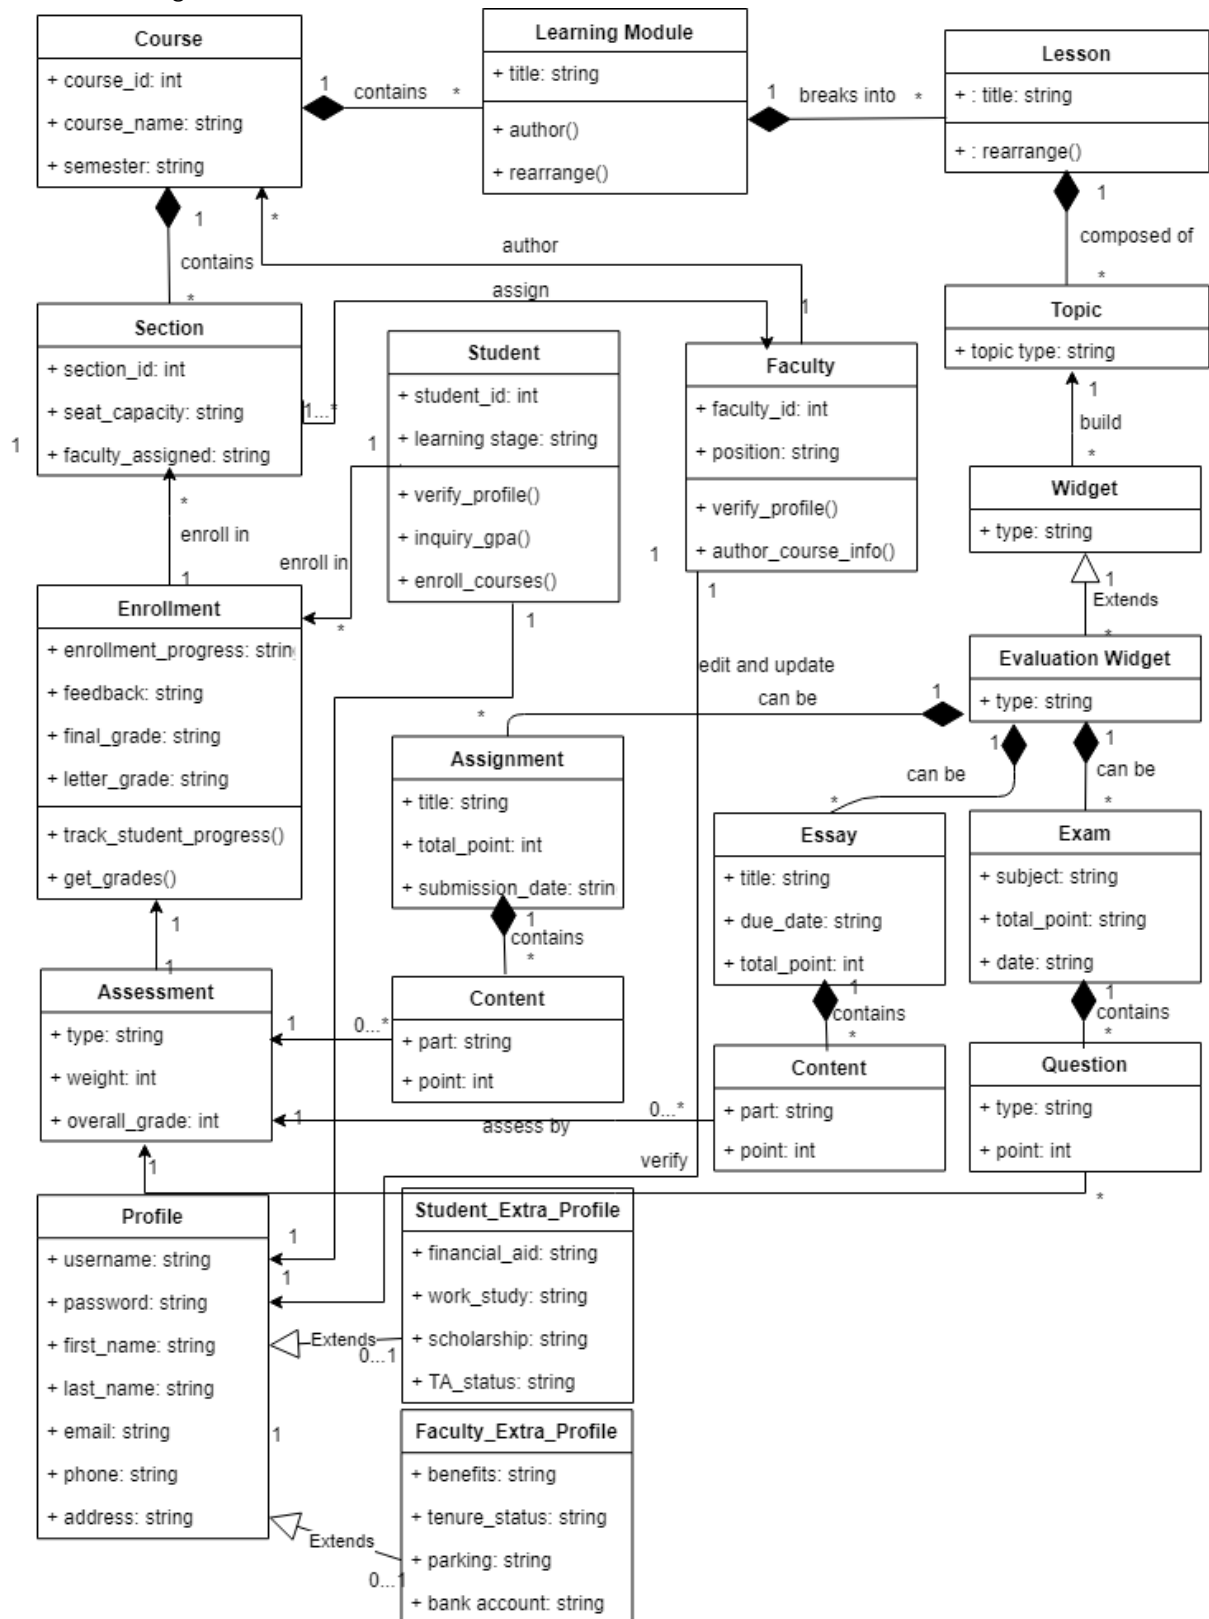 Course
+ course_id: int
+ course_name: string
+ semester: string
1
contains
*
Learning Module
+ title: string
+ author()
+ rearrange()
1
breaks into
*
Lesson
+ : title: string
+ : rearrange()
1
contains
*
*
author
1
assign
1
composed of
*
Section
+ section_id: int
+ seat_capacity: string
+ faculty_assigned: string
1
1...*
Student
+ student_id: int
+ learning stage: string
+ verify_profile()
+ inquiry_gpa()
+ enroll_courses()
1
1
Faculty
+ faculty_id: int
+ position: string
+ verify_profile()
+ author_course_info()
1
1
Topic
+ topic type: string
1
build
*
Widget
+ type: string
1
Extends
*
*
enroll in
1
enroll in
*
Enrollment
+ enrollment_progress: strin
+ feedback: string
+ final_grade: string
+ letter_grade: string
+ track_student_progress()
+ get_grades()
edit and update
can be
*
1
Evaluation Widget
+ type: string
1
can be
*
1
can be
*
Assignment
+ title: string
+ total_point: int
+ submission_date: strin
1
contains
*
Essay
+ title: string
+ due_date: string
+ total_point: int
1
contains
*
Exam
+ subject: string
+ total_point: string
+ date: string
1
contains
*
1
1
Assessment
+ type: string
+ weight: int
+ overall_grade: int
1
0...*
Content
+ part: string
+ point: int
1
assess by
0...*
Content
+ part: string
+ point: int
Question
+ type: string
+ point: int
1
*
verify
Profile
+ username: string
+ password: string
+ first_name: string
+ last_name: string
+ email: string
+ phone: string
+ address: string
1
1
1
Extends
0...1
Student_Extra_Profile
+ financial_aid: string
+ work_study: string
+ scholarship: string
+ TA_status: string
Extends
0...1
Faculty_Extra_Profile
+ benefits: string
+ tenure_status: string
+ parking: string
+ bank account: string